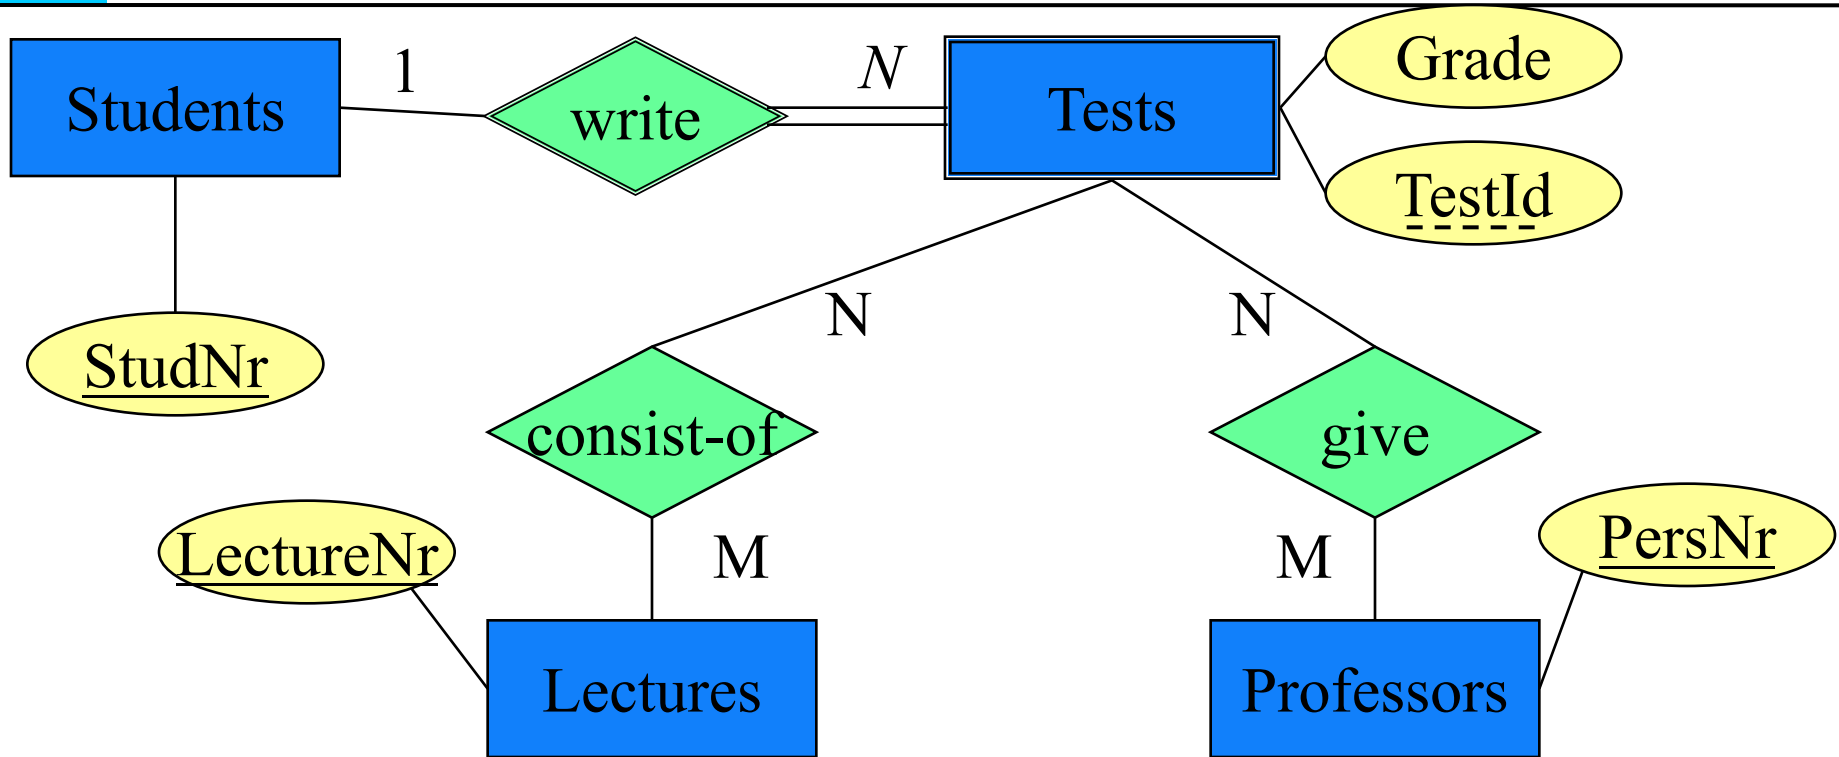 Students
1
write
N
Tests
Grade
TestId
StudNr
N
N
consist-of
give
LectureNr
M
M
PersNr
Lectures
Professors